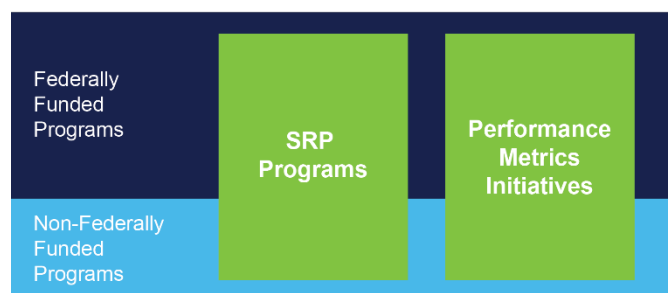 Federally
Funded
Programs
SRP
Programs
Performance
Metrics
Initiatives
Non-Federally
Funded
Programs